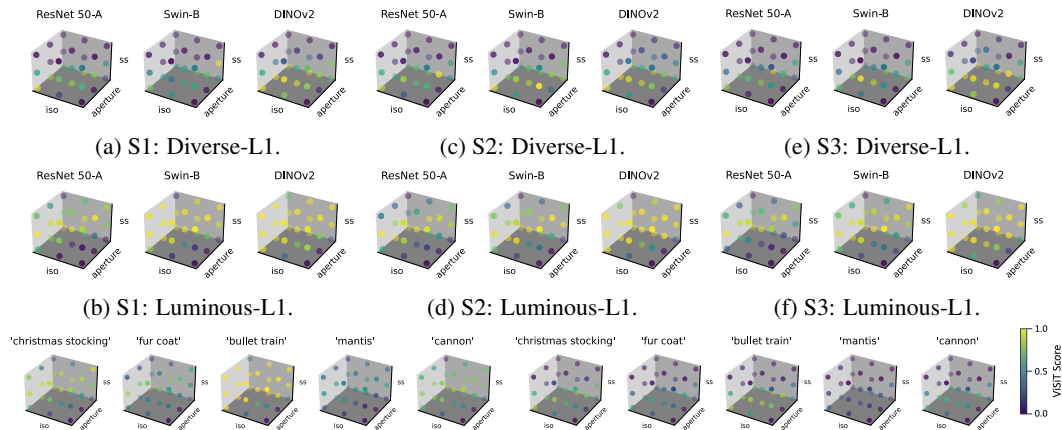 ResNet 50-A Swin-B DINOv2 ResNet 50-A Swin-B DINOv2 ResNet 50-A Swin-B DINOv2
ss ss ss ss ss ss ss ss ss
iso aperture iso aperture iso aperture iso aperture iso aperture iso aperture iso aperture iso aperture iso aperture
(a) S1: Diverse-L1. (c) S2: Diverse-L1. (e) S3: Diverse-L1.
ResNet 50-A Swin-B DINOv2 ResNet 50-A Swin-B DINOv2 ResNet 50-A Swin-B DINOv2
ss ss ss ss ss ss ss ss ss
iso aperture iso aperture iso aperture iso aperture iso aperture iso aperture iso aperture iso aperture iso aperture
(b) S1: Luminous-L1. (d) S2: Luminous-L1. (f) S3: Luminous-L1.
'christmas stocking' 'fur coat' 'bullet train' 'mantis' 'cannon' 'christmas stocking' 'fur coat' 'bullet train' 'mantis' 'cannon'
ss ss ss ss ss ss ss ss ss ss
iso aperture iso aperture iso aperture iso aperture iso aperture iso aperture iso aperture iso aperture iso aperture iso aperture
1.0
0.5
0.0
ViSIT Score